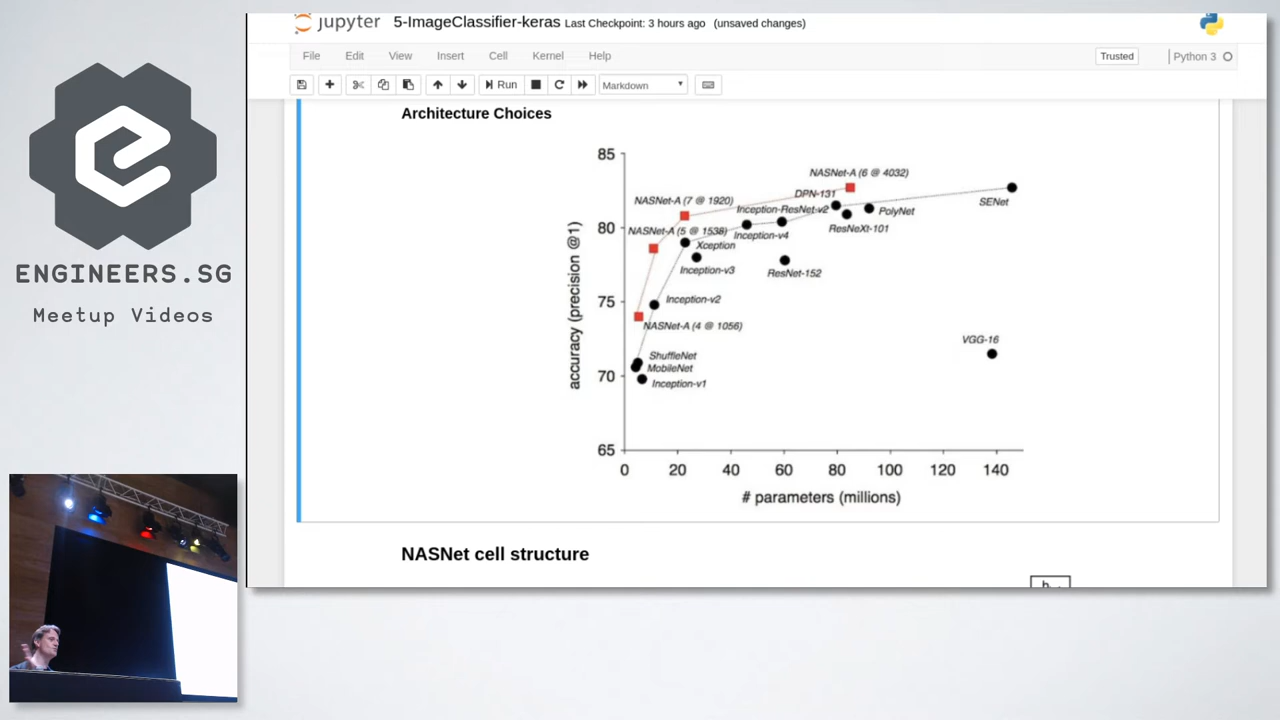 jupyter 5-ImageClassifier-keras Last Checkpoint: 3 hours ago (unsaved changes)
File Edit View Insert Cell Kernel Help Trusted Python 3
Run Markdown
ENGINEERS.SG
Meetup Videos
Architecture Choices
85
80
75
70
65
accuracy (precision @1)
NASNet-A (6 @ 4032)
DPN-131
NASNet-A (7 @ 1920)
Inception-ResNet-v2
SENet
PolyNet
NASNet-A (5 @ 1538)
Inception-v4
ResNeXt-101
Xception
Inception-v3
ResNet-152
Inception-v2
NASNet-A (4 @ 1056)
VGG-16
ShuffleNet
MobileNet
Inception-v1
0 20 40 60 80 100 120 140
# parameters (millions)
NASNet cell structure